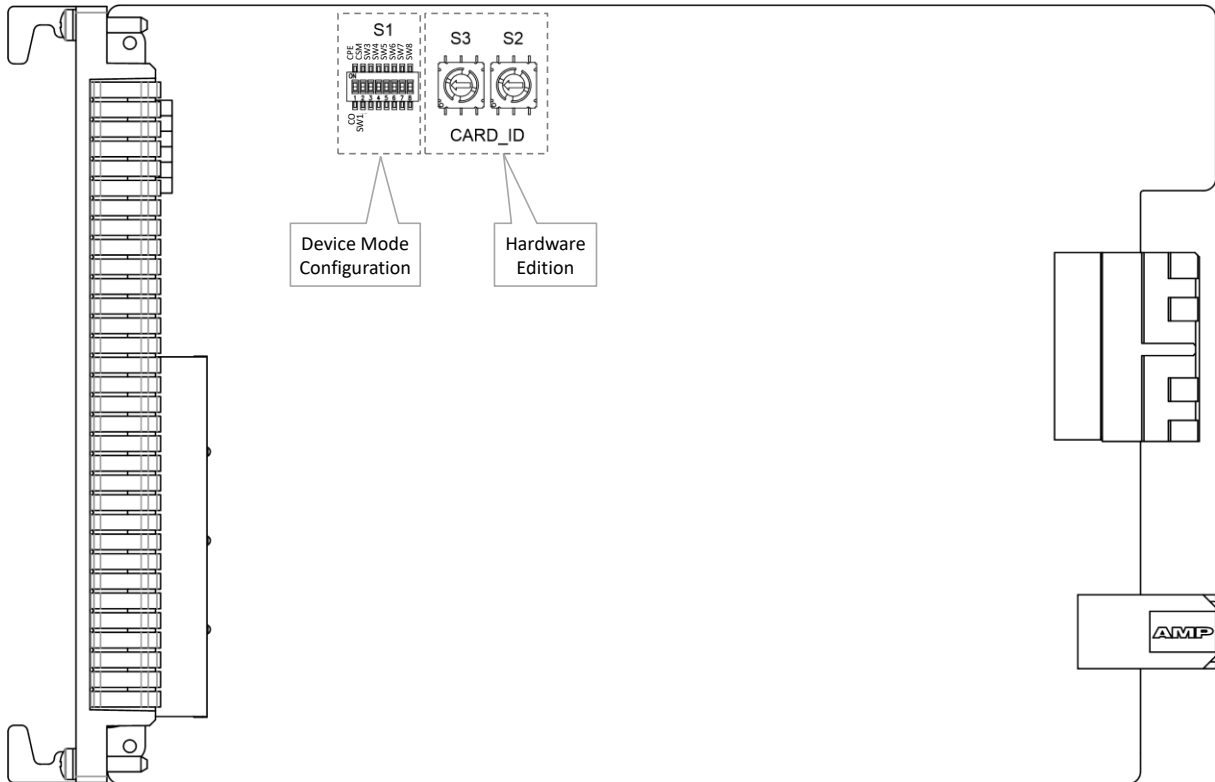 S1
CPE
CSM
SW3
SW4
SW5
SW6
SW7
SW8
ON
1 2 3 4 5 6 7 8
CO
SW1
S3 S2
CARD_ID
Device Mode
Configuration
Hardware
Edition
AMP